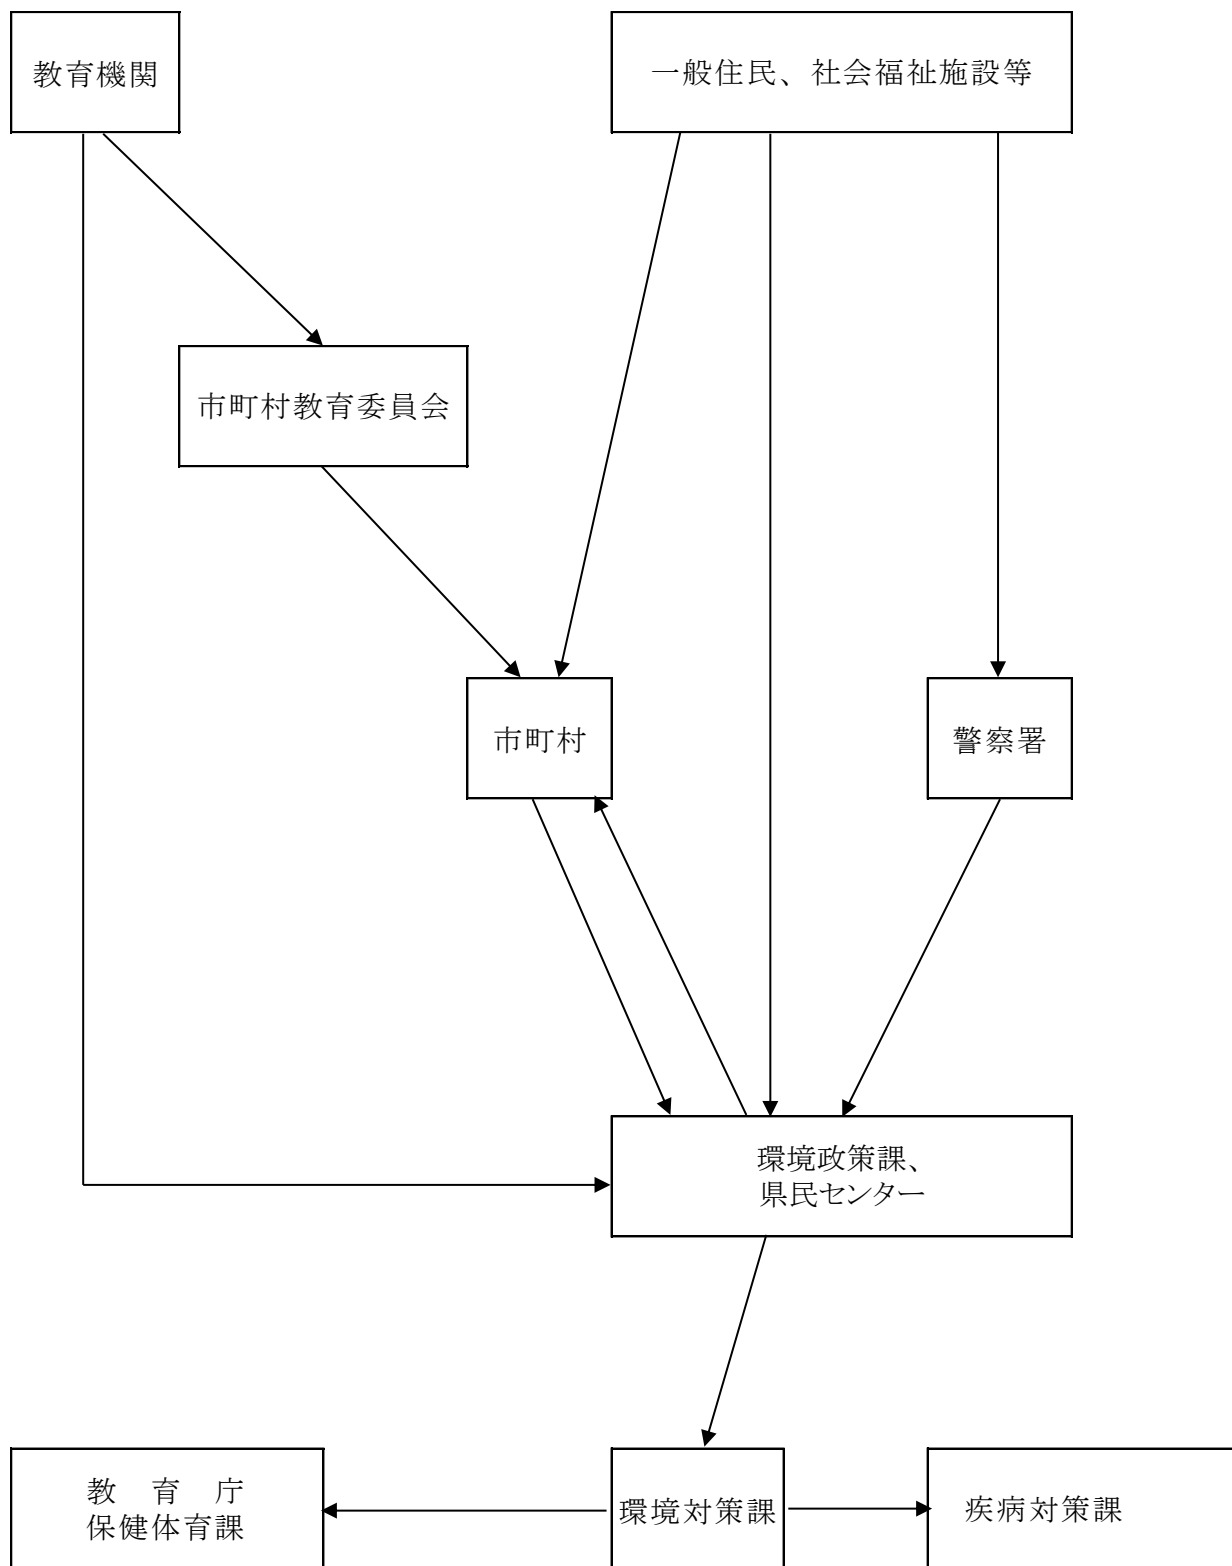 教育機関
一般住民、社会福祉施設等
市町村教育委員会
市町村
警察署
環境政策課、
県民センター
教　育　庁
保健体育課
環境対策課
疾病対策課